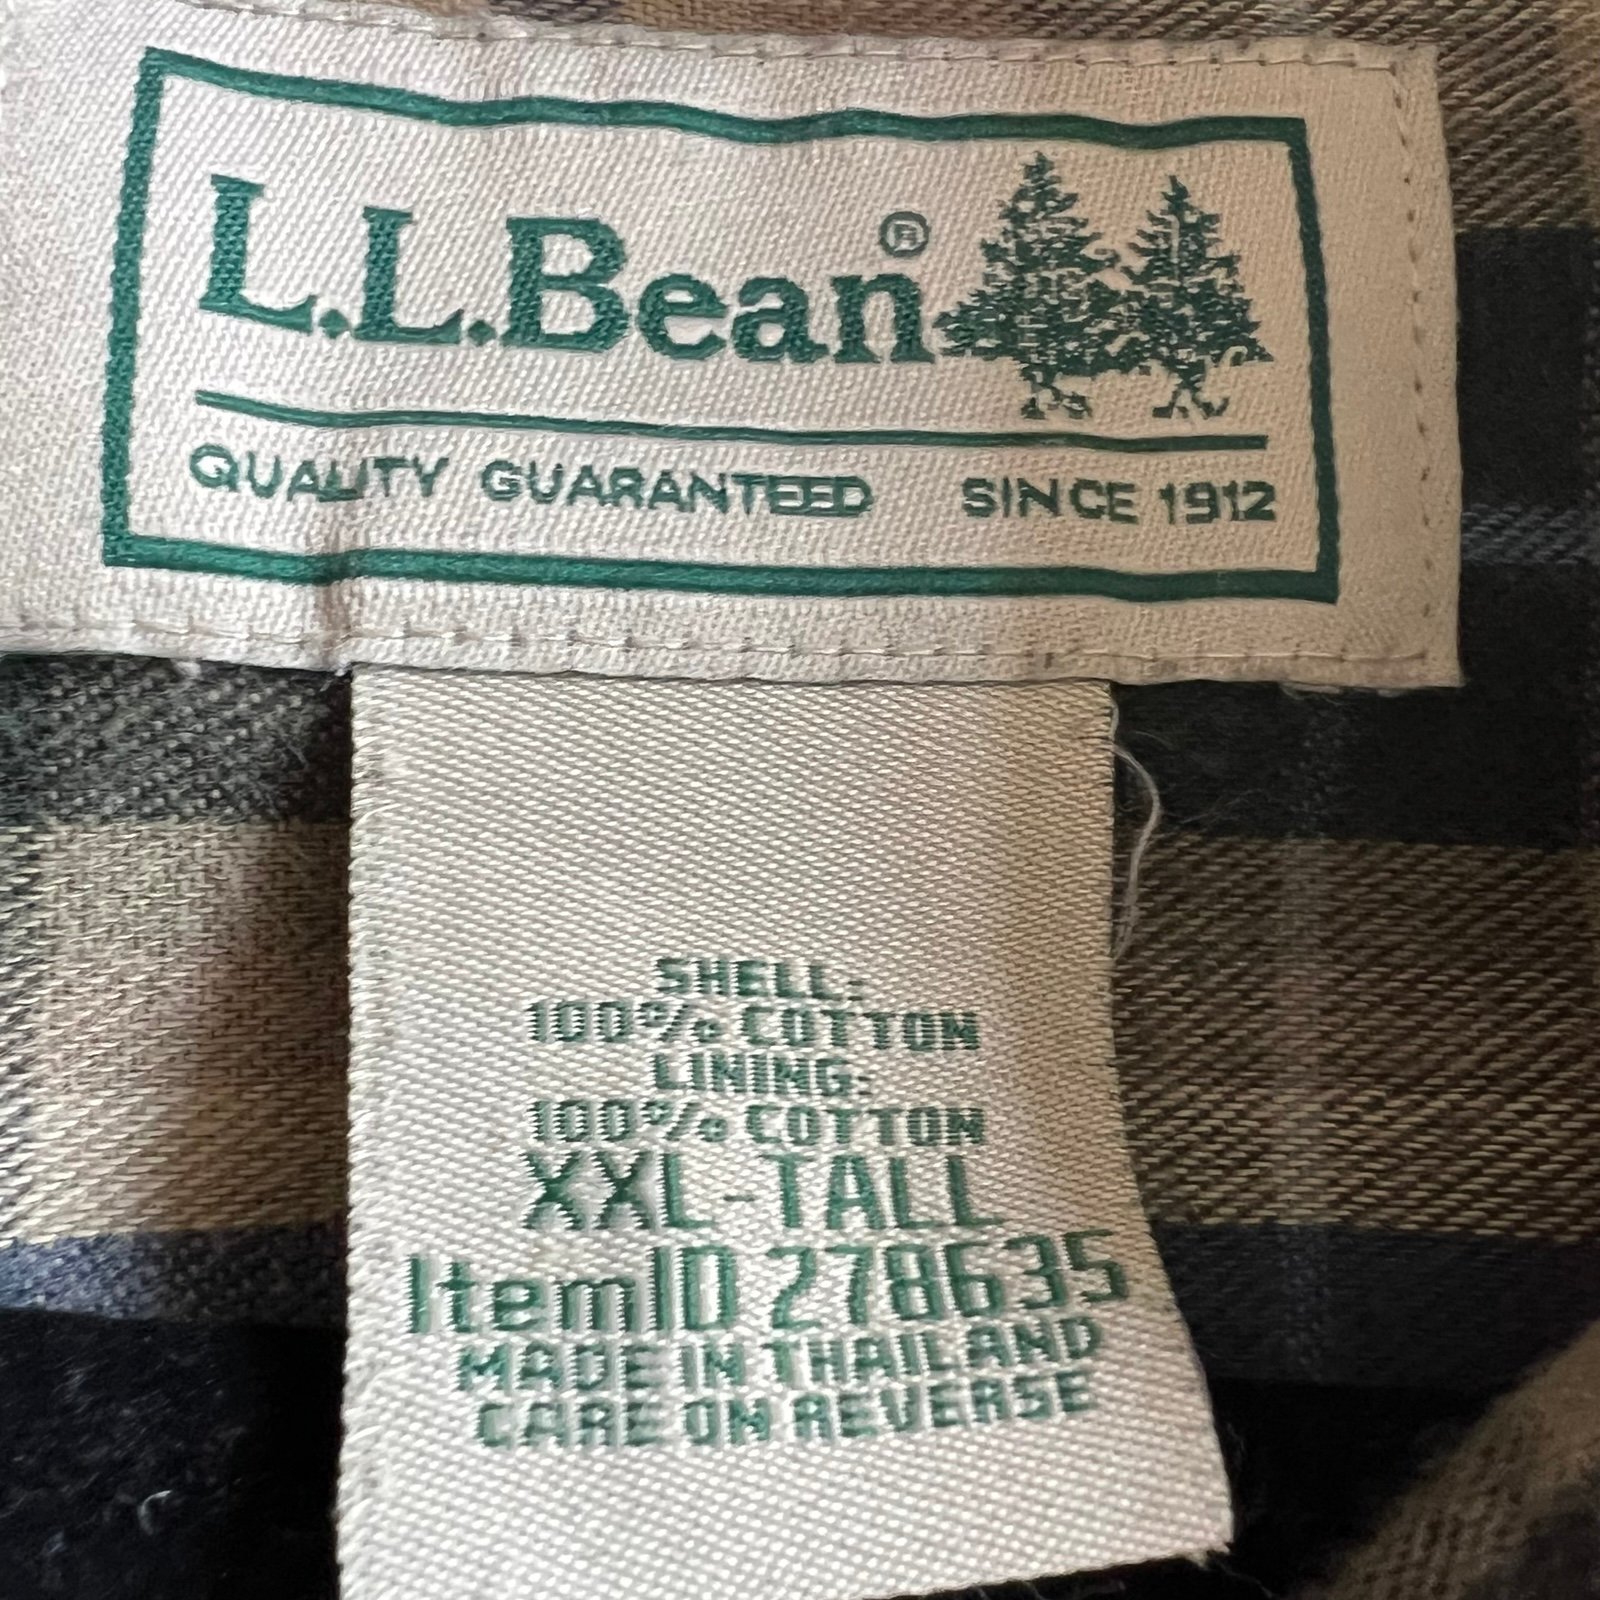 L.L.Bean®
QUALITY GUARANTEED SINCE 1912
SHELL:
100% COTTON
LINING:
100% COTTON
XXL-TALL
ItemID 278635
MADE IN THAILAND
CARE ON REVERSE